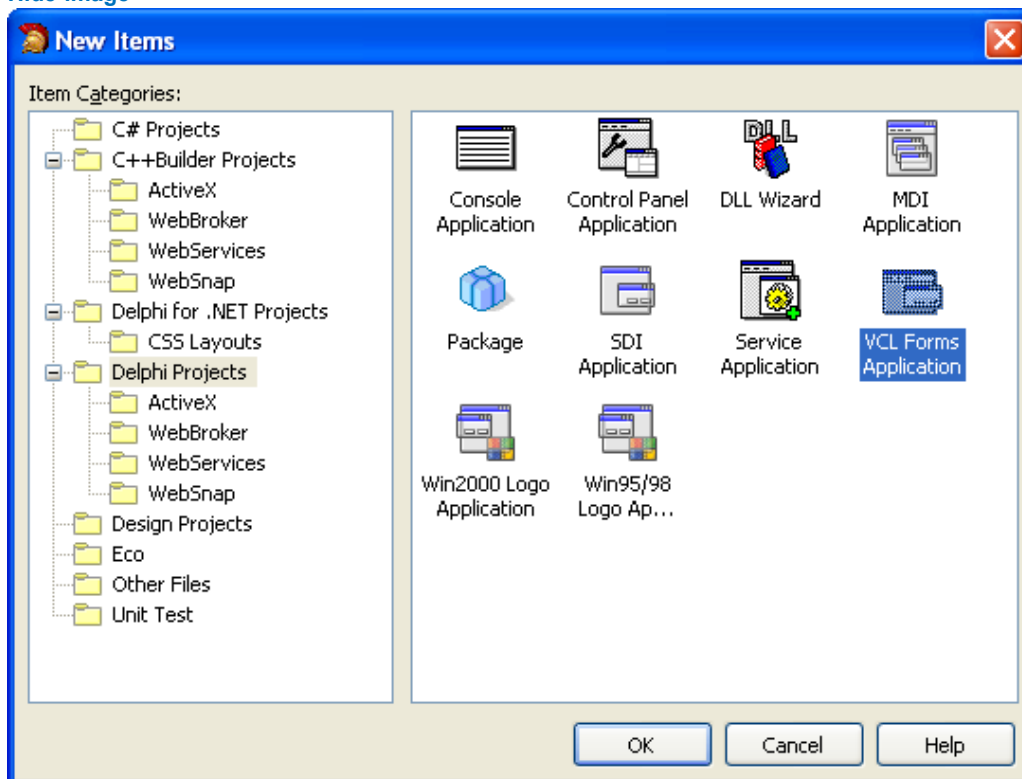 New Items
Item Categories:
C# Projects
C++Builder Projects
ActiveX
WebBroker
WebServices
WebSnap
Delphi for .NET Projects
CSS Layouts
Delphi Projects
ActiveX
WebBroker
WebServices
WebSnap
Design Projects
Eco
Other Files
Unit Test
Console
Application
Control Panel
Application
DLL
DLL Wizard
MDI
Application
Package
SDI
Application
Service
Application
VCL Forms
Application
Win2000 Logo
Application
Win95/98
Logo Ap...
OK
Cancel
Help